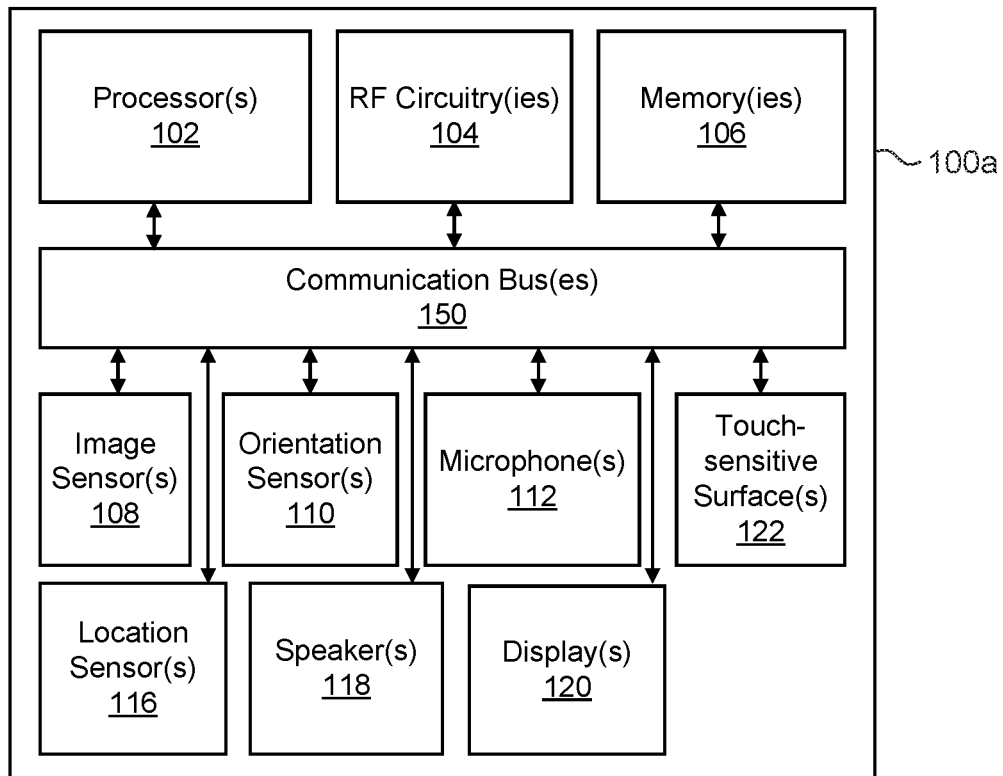 Processor(s)
102
RF Circuitry(ies)
104
Memory(ies)
106
100a
Communication Bus(es)
150
Image
Sensor(s)
108
Orientation
Sensor(s)
110
Microphone(s)
112
Touch-
sensitive
Surface(s)
122
Location
Sensor(s)
116
Speaker(s)
118
Display(s)
120